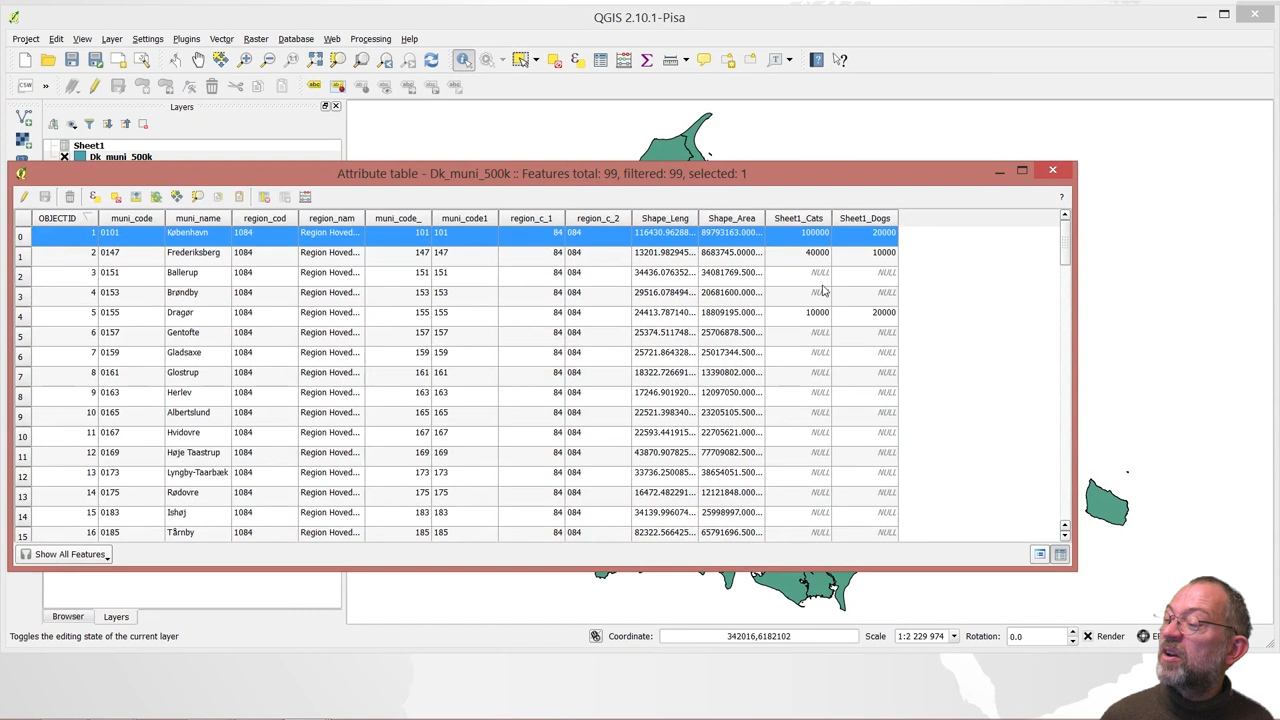 QGIS 2.10.1-Pisa
Project Edit View Layer Settings Plugins Vector Raster Database Web Processing Help
Layers
Sheet1
Dk_muni_500k
Attribute table - Dk_muni_500k :: Features total: 99, filtered: 99, selected: 1
?
OBJECTID muni_code muni_name region_cod region_nam muni_code_ muni_code1 region_c_1 region_c_2 Shape_Leng Shape_Area Sheet1_Cats Sheet1_Dogs
0 1 0101 København 1084 Region Hoved... 101 101 84 084 116430.96288... 89793163.000... 100000 20000
1 2 0147 Frederiksberg 1084 Region Hoved... 147 147 84 084 13201.982945... 8683745.0000... 40000 10000
2 3 0151 Ballerup 1084 Region Hoved... 151 151 84 084 34436.076352... 34081769.500... NULL NULL
3 4 0153 Brøndby 1084 Region Hoved... 153 153 84 084 29516.078494... 20681600.000... NULL NULL
4 5 0155 Dragør 1084 Region Hoved... 155 155 84 084 24413.787140... 18809195.000... 10000 20000
5 6 0157 Gentofte 1084 Region Hoved... 157 157 84 084 25374.511748... 25706878.500... NULL NULL
6 7 0159 Gladsaxe 1084 Region Hoved... 159 159 84 084 25721.864328... 25017344.500... NULL NULL
7 8 0161 Glostrup 1084 Region Hoved... 161 161 84 084 18322.726691... 13390802.000... NULL NULL
8 9 0163 Herlev 1084 Region Hoved... 163 163 84 084 17246.901920... 12097050.000... NULL NULL
9 10 0165 Albertslund 1084 Region Hoved... 165 165 84 084 22521.398340... 23205105.500... NULL NULL
10 11 0167 Hvidovre 1084 Region Hoved... 167 167 84 084 22593.441915... 22705621.000... NULL NULL
11 12 0169 Høje Taastrup 1084 Region Hoved... 169 169 84 084 43870.907825... 77709082.500... NULL NULL
12 13 0173 Lyngby-Taarbæk 1084 Region Hoved... 173 173 84 084 33736.250085... 38654051.500... NULL NULL
13 14 0175 Rødovre 1084 Region Hoved... 175 175 84 084 16472.482291... 12121848.000... NULL NULL
14 15 0183 Ishøj 1084 Region Hoved... 183 183 84 084 34139.996074... 25998997.000... NULL NULL
15 16 0185 Tårnby 1084 Region Hoved... 185 185 84 084 82322.566425... 65791696.500... NULL NULL
Show All Features
Browser Layers
Toggles the editing state of the current layer Coordinate: 342016,6182102 Scale 1:2 229 974 Rotation: 0.0 Render